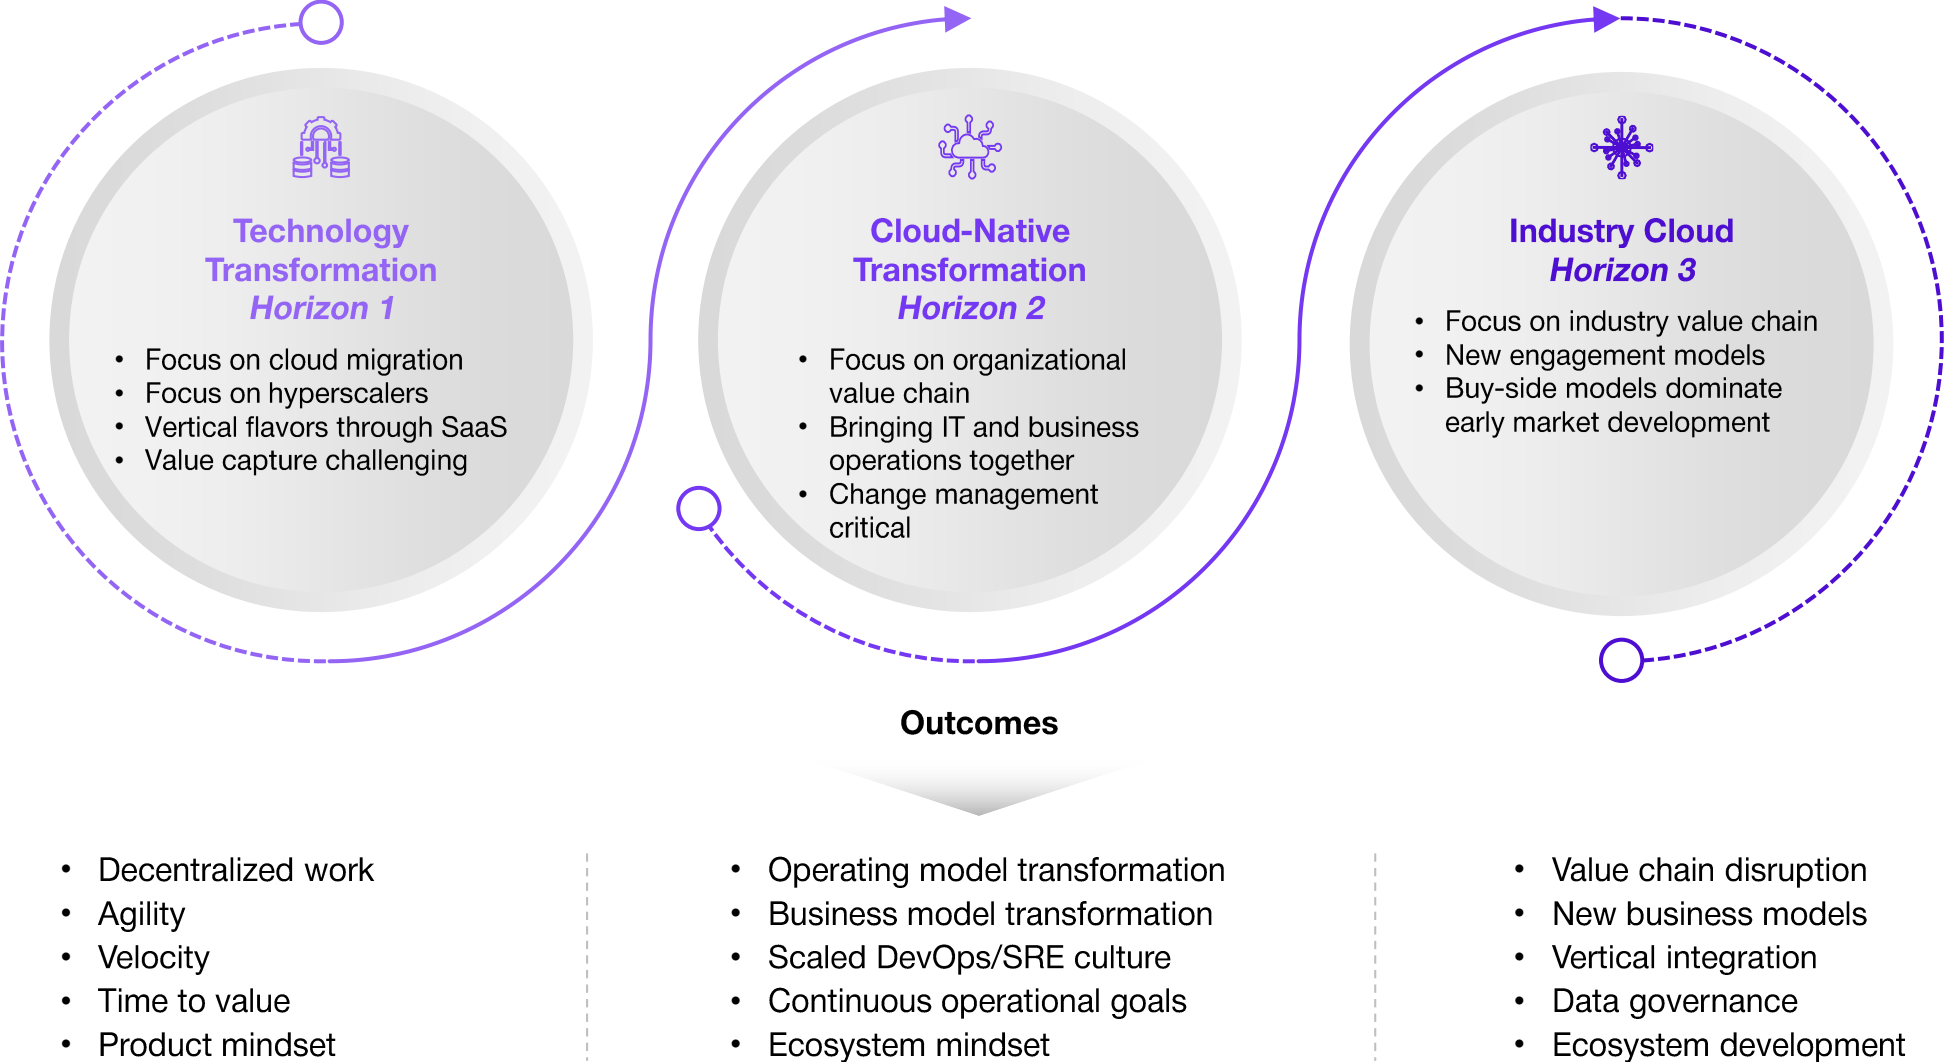 Technology
Transformation
Horizon 1
• Focus on cloud migration
• Focus on hyperscalers
• Vertical flavors through SaaS
• Value capture challenging
Cloud-Native
Transformation
Horizon 2
• Focus on organizational
value chain
• Bringing IT and business
operations together
• Change management
critical
Industry Cloud
Horizon 3
• Focus on industry value chain
• New engagement models
• Buy-side models dominate
early market development
Outcomes
• Decentralized work
• Agility
• Velocity
• Time to value
• Product mindset
• Operating model transformation
• Business model transformation
• Scaled DevOps/SRE culture
• Continuous operational goals
• Ecosystem mindset
• Value chain disruption
• New business models
• Vertical integration
• Data governance
• Ecosystem development